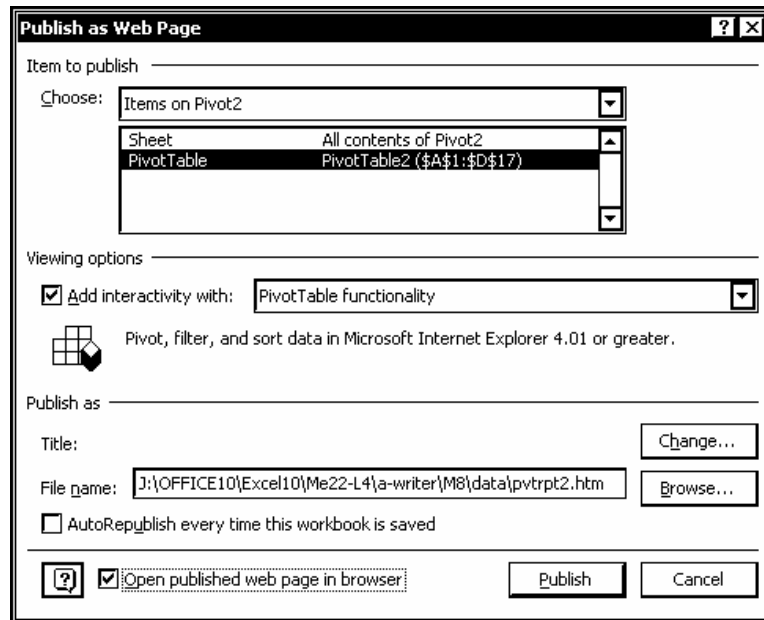 Publish as Web Page
Item to publish
Choose: Items on Pivot2
Sheet All contents of Pivot2
PivotTable PivotTable2 ($A$1:$D$17)
Viewing options
Add interactivity with: PivotTable functionality
Pivot, filter, and sort data in Microsoft Internet Explorer 4.01 or greater.
Publish as
Title: Change...
File name: J:\OFFICE10\Excel10\Me22-L4\a-writer\M8\data\pvtrpt2.htm Browse...
AutoRepublish every time this workbook is saved
Open published web page in browser Publish Cancel